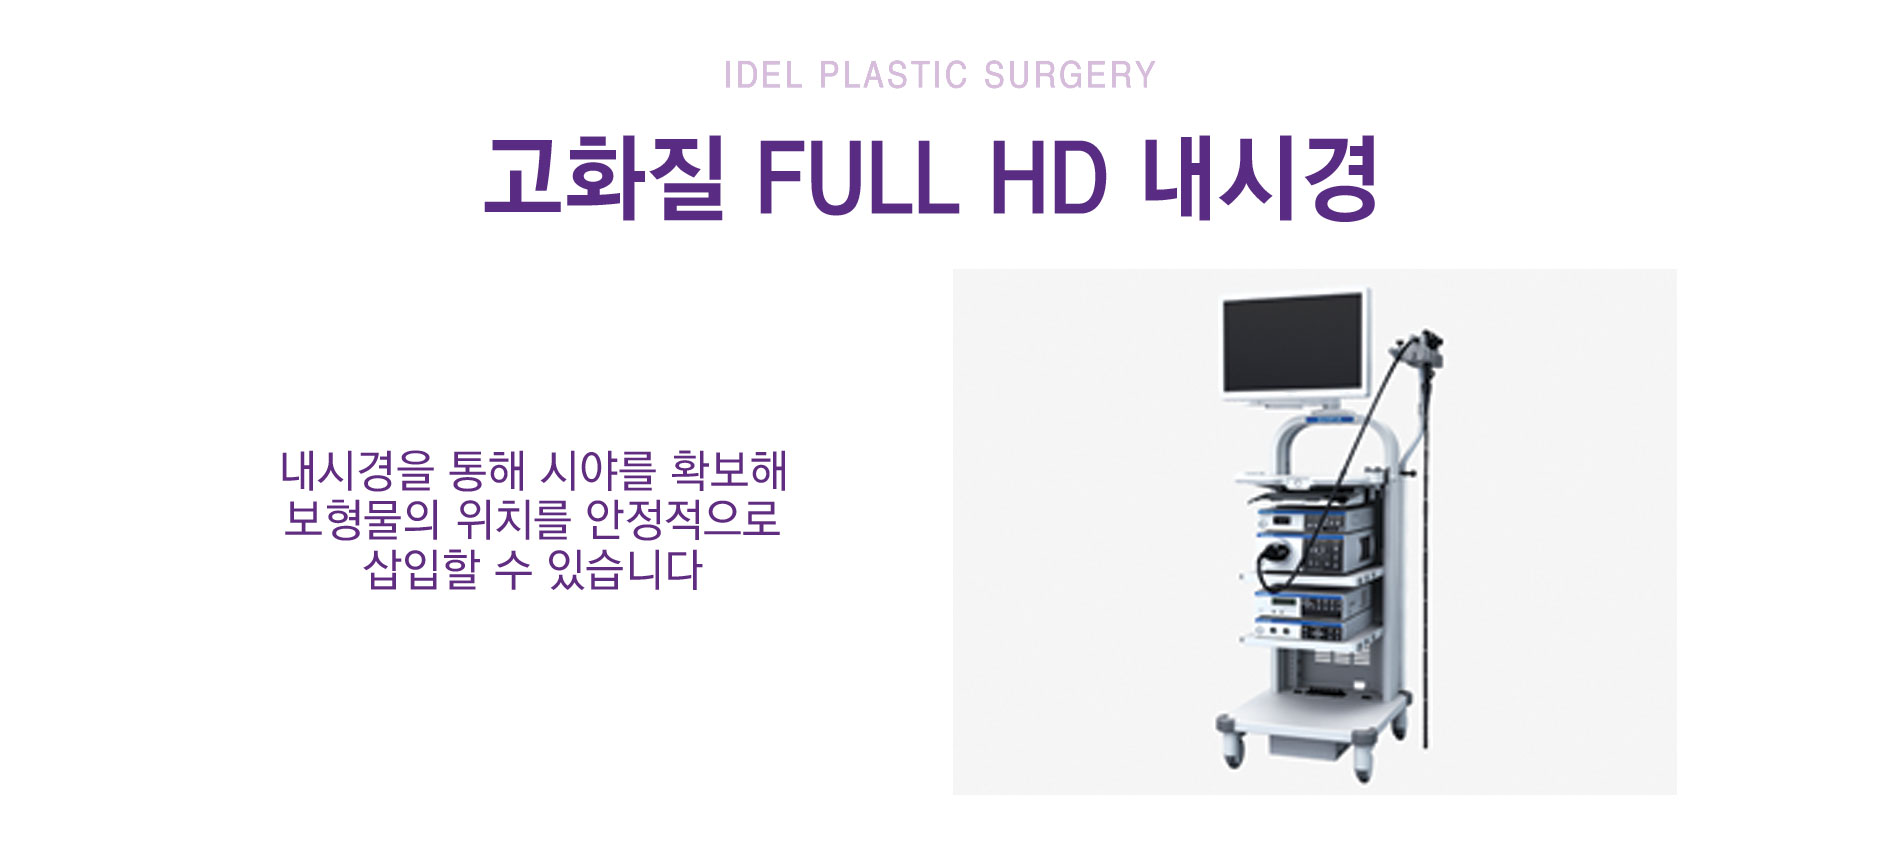 IDEL PLASTIC SURGERY
고화질 FULL HD 내시경
내시경을 통해 시야를 확보해
보형물의 위치를 안정적으로
삽입할 수 있습니다